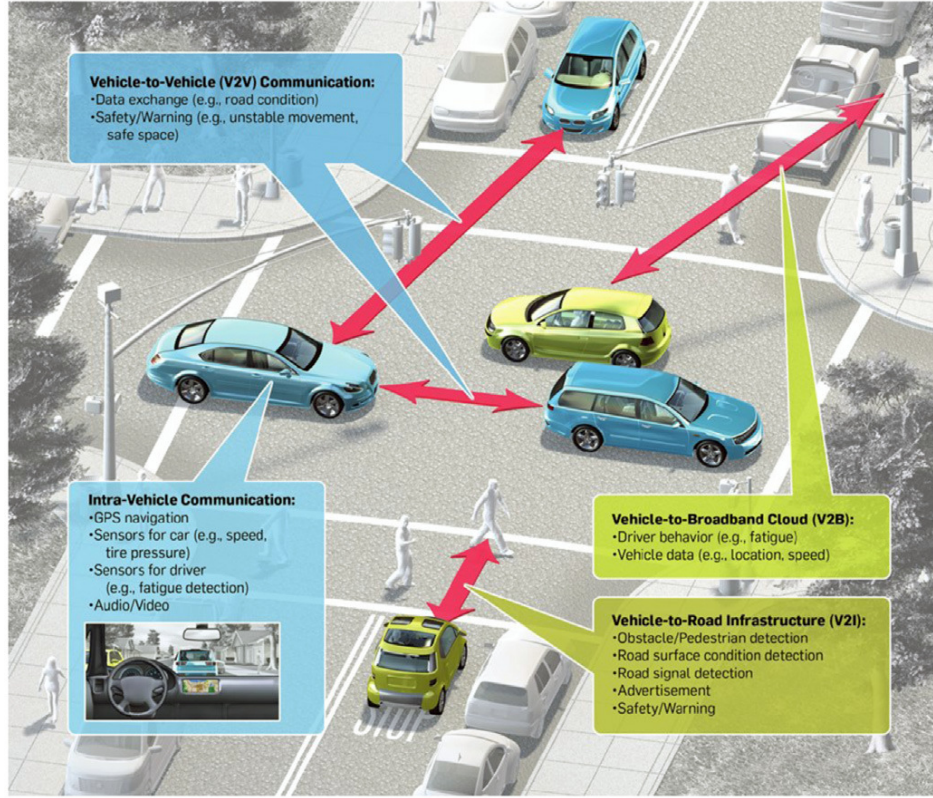 Vehicle-to-Vehicle (V2V) Communication:
•Data exchange (e.g., road condition)
•Safety/Warning (e.g., unstable movement,
safe space)
Intra-Vehicle Communication:
•GPS navigation
•Sensors for car (e.g., speed,
tire pressure)
•Sensors for driver
(e.g., fatigue detection)
•Audio/Video
Vehicle-to-Broadband Cloud (V2B):
•Driver behavior (e.g., fatigue)
•Vehicle data (e.g., location, speed)
Vehicle-to-Road Infrastructure (V2I):
•Obstacle/Pedestrian detection
•Road surface condition detection
•Road signal detection
•Advertisement
•Safety/Warning
STOP